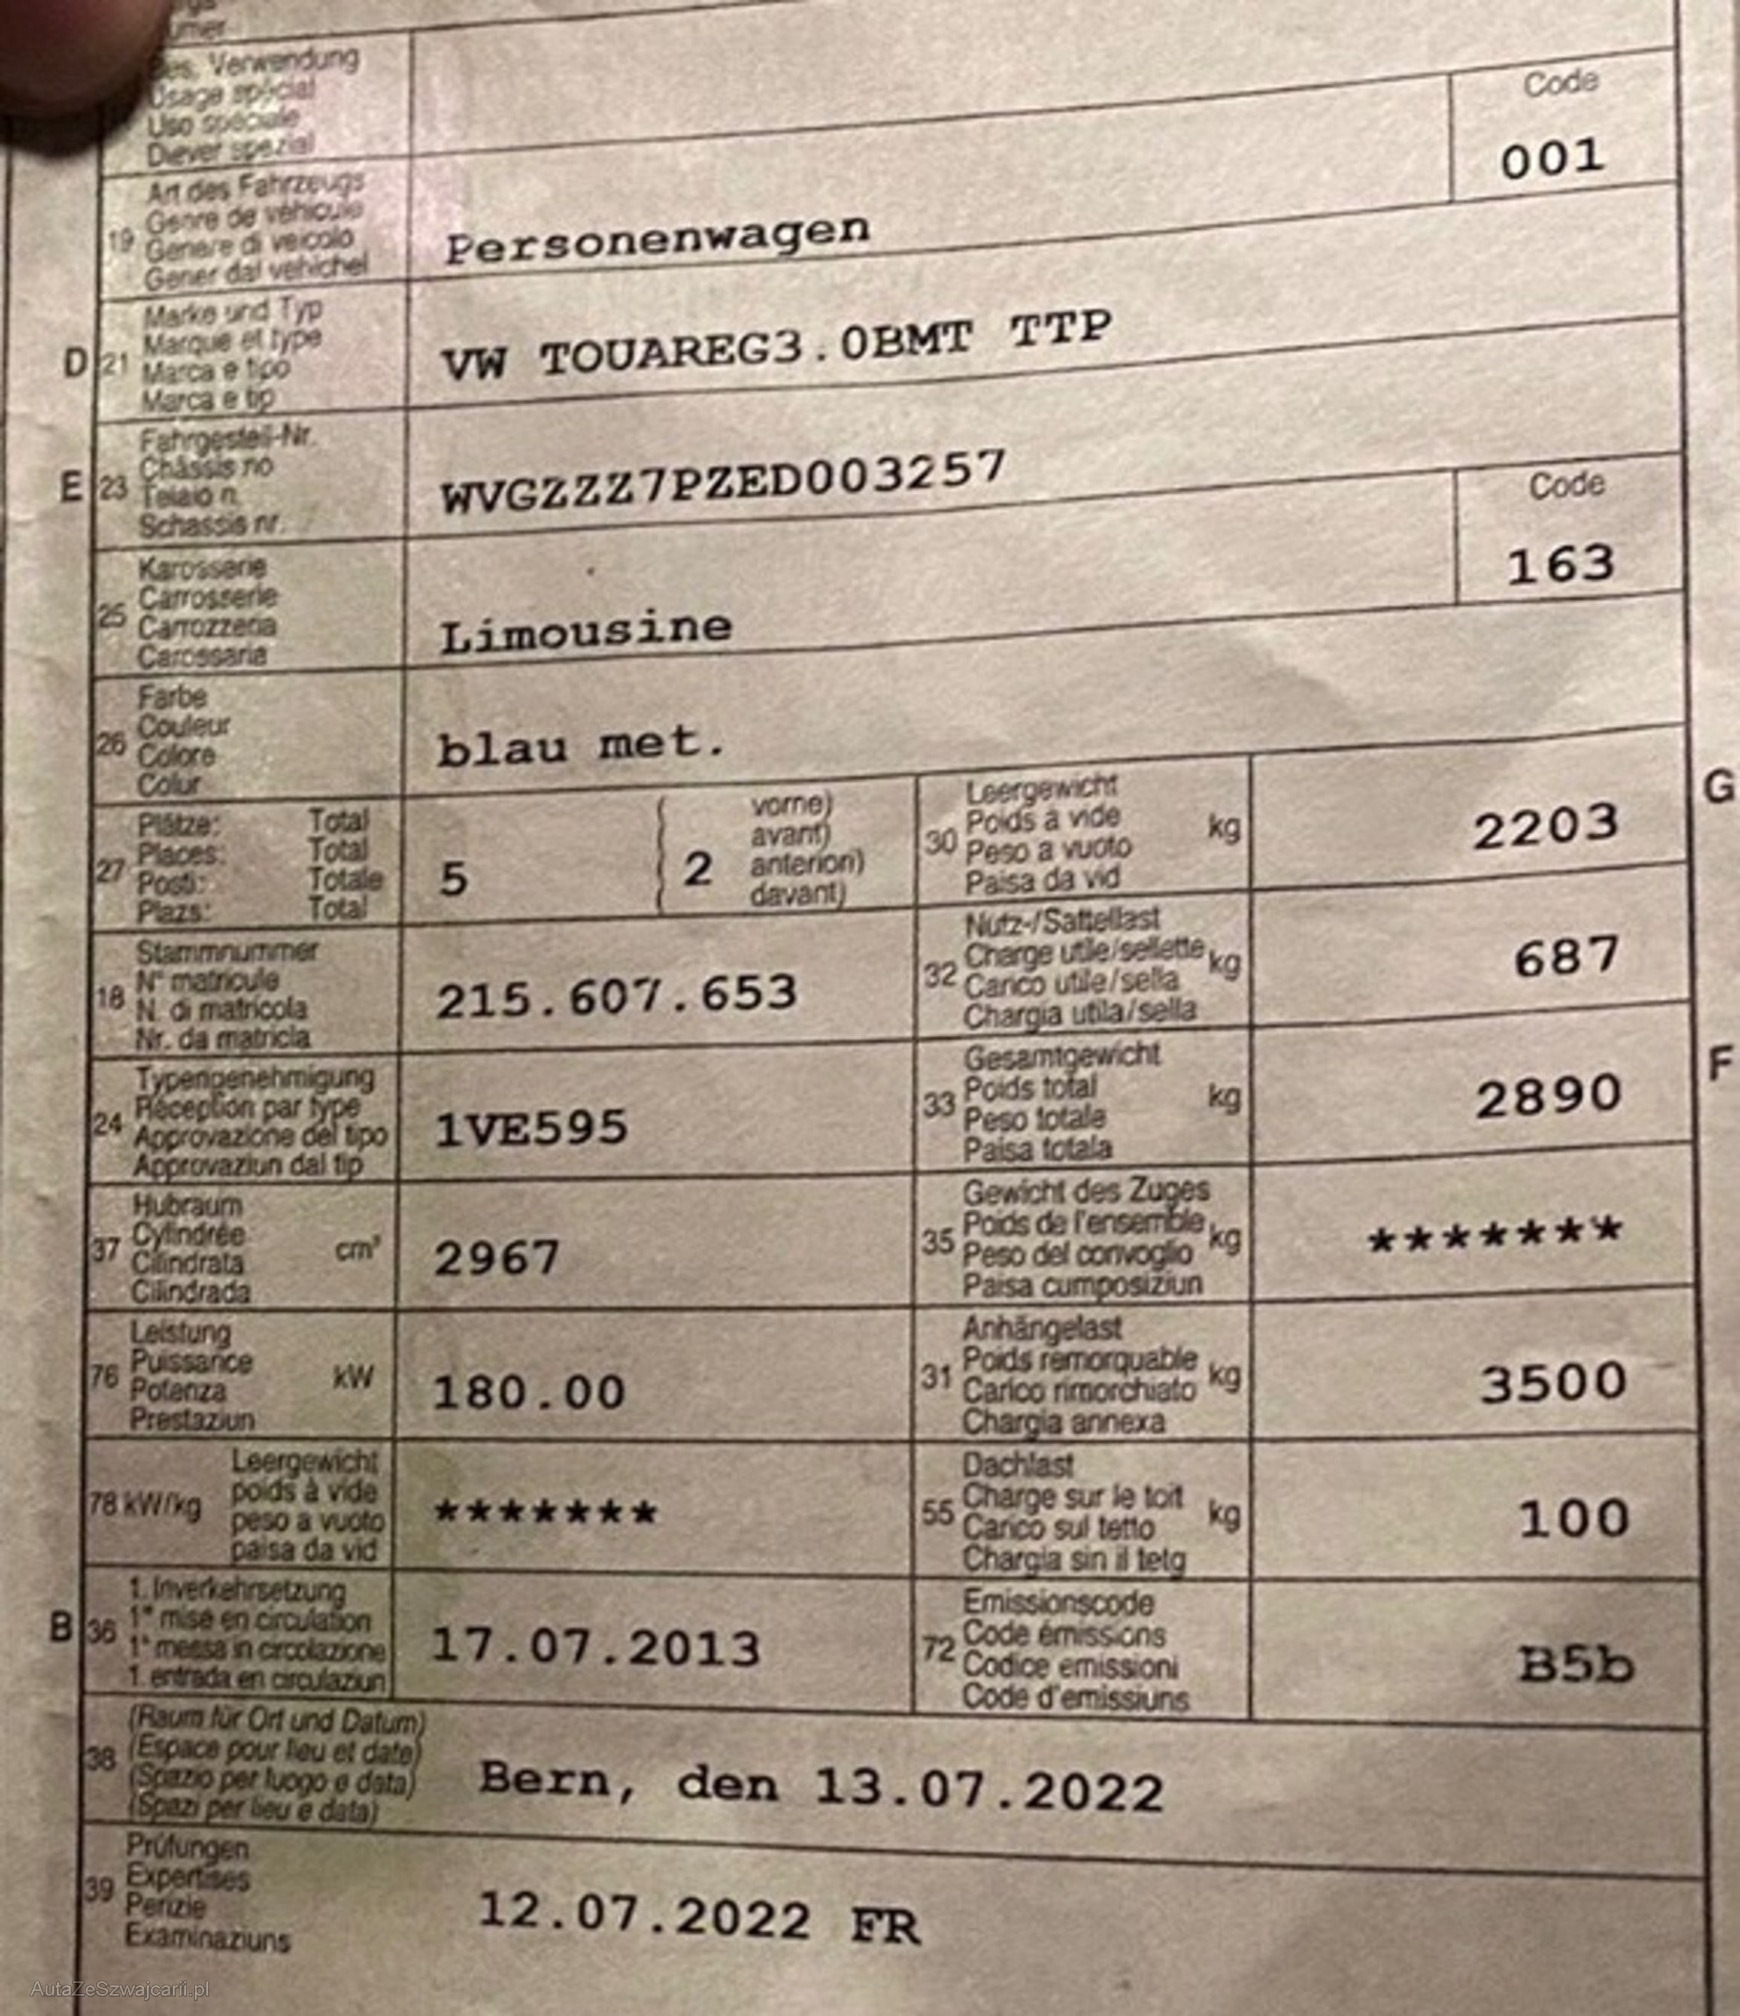 Verwendung
Usage spécial
Uso speciale
Diever spezial
Code
001
19 Art des Fahrzeugs
Genre de véhicule
Genere di veicolo
Gener dal vehichel
Personenwagen
D 21 Marke und Typ
Marque et type
Marca e tipo
Marca e tip
VW TOUAREG3.0BMT TTP
E 23 Fahrgestell-Nr.
Châssis no
Telaio n.
Schassis nr.
WVGZZZ7PZED003257
Code
163
25 Karosserie
Carrosserie
Carrozzeria
Carossaria
Limousine
26 Farbe
Couleur
Colore
Colur
blau met.
27 Plätze: Total
Places: Total
Posti: Totale
Plazs: Total
5 ( 2 vorne)
avant)
anteriori)
davant)
30 Leergewicht
Poids à vide
Peso a vuoto
Paisa da vid
kg
2203
G
18 Stammnummer
N° matricule
N. di matricola
Nr. da matricla
215.607.653
32 Nutz-/Sattellast
Charge utile/sellette
Carico utile/sella
Chargia utila/sella
kg
687
24 Typengenehmigung
Réception par type
Approvazione del tipo
Approvaziun dal tip
1VE595
33 Gesamtgewicht
Poids total
Peso totale
Paisa totala
kg
2890
F
37 Hubraum
Cylindrée
Cilindrata
Cilindrada
cm³
2967
35 Gewicht des Zuges
Poids de l'ensemble
Peso del convoglio
Paisa cumposiziun
kg
*******
76 Leistung
Puissance
Potenza
Prestaziun
kW
180.00
31 Anhängelast
Poids remorquable
Carico rimorchiato
Chargia annexa
kg
3500
78 kW/kg Leergewicht
poids à vide
peso a vuoto
paisa da vid
*******
55 Dachlast
Charge sur le toit
Carico sul tetto
Chargia sin il tetg
kg
100
B 36 1. Inverkehrsetzung
1re mise en circulation
1a messa in circolazione
1. entrada en circulaziun
17.07.2013
72 Emissionscode
Code émissions
Codice emissioni
Code d'emissiuns
B5b
38 (Raum für Ort und Datum)
(Espace pour lieu et date)
(Spazio per luogo e data)
(Spazi per lieu e data)
Bern, den 13.07.2022
39 Prüfungen
Expertises
Perizie
Examinaziuns
12.07.2022 FR
AutaZeSzwajcarii.pl